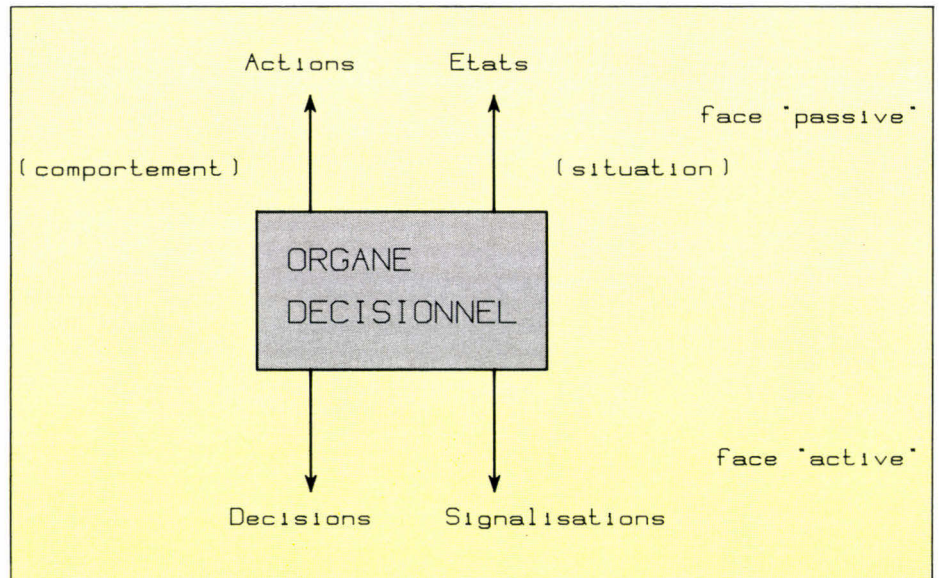 Actions Etats
face "passive"
(comportement) (situation)
ORGANE
DECISIONNEL
face "active"
Decisions Signalisations